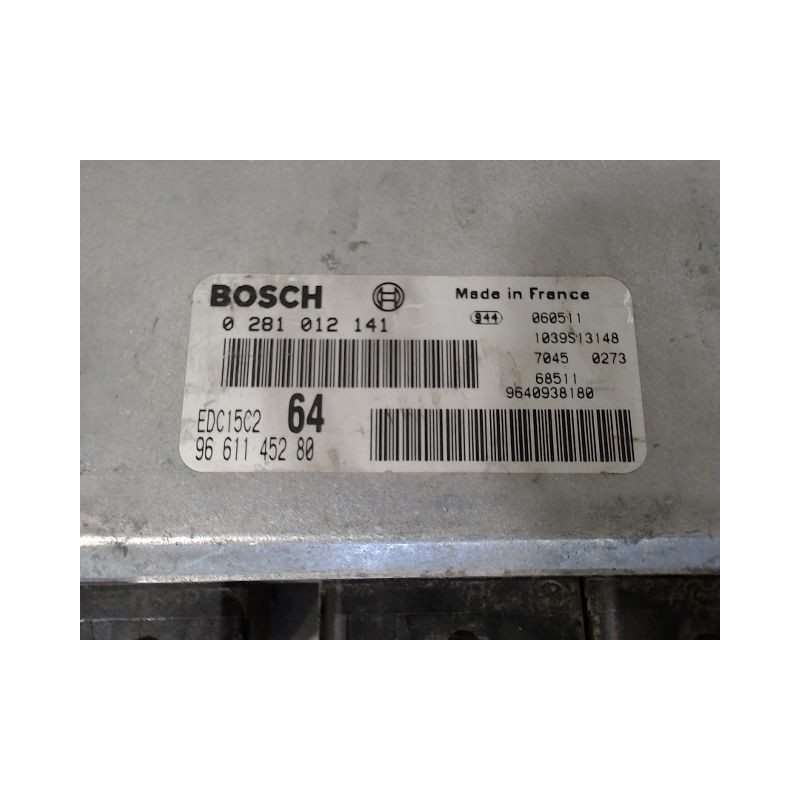 BOSCH
Made in France
0 281 012 141
944 060511
1039S13148
7045 0273
68511
9640938180
EDC15C2 64
96 611 452 80